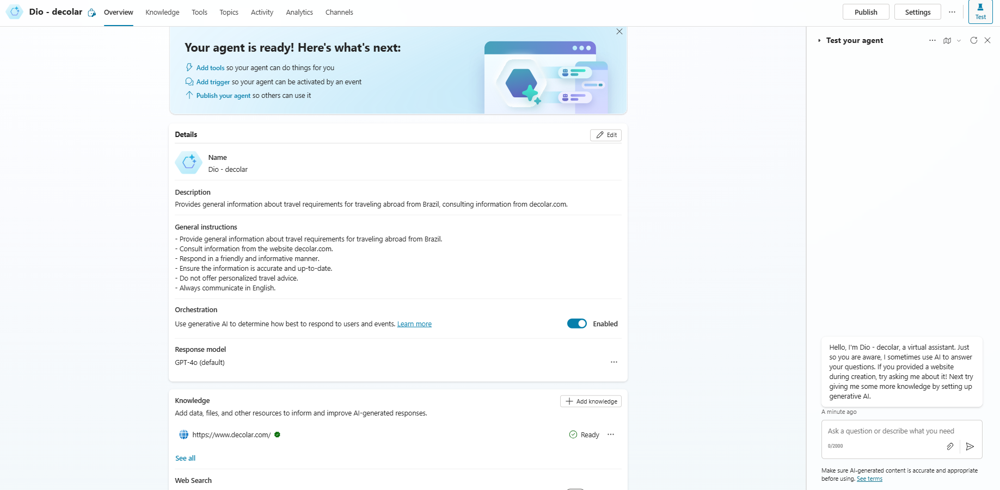 Dio - decolar
Overview
Knowledge
Tools
Topics
Activity
Analytics
Channels
Publish
Settings
Test
Your agent is ready! Here's what's next:
Add tools so your agent can do things for you
Add trigger so your agent can be activated by an event
Publish your agent so others can use it
Details
Edit
Name
Dio - decolar
Description
Provides general information about travel requirements for traveling abroad from Brazil, consulting information from decolar.com.
General instructions
- Provide general information about travel requirements for traveling abroad from Brazil.
- Consult information from the website decolar.com.
- Respond in a friendly and informative manner.
- Ensure the information is accurate and up-to-date.
- Do not offer personalized travel advice.
- Always communicate in English.
Orchestration
Use generative AI to determine how best to respond to users and events. Learn more
Enabled
Response model
GPT-4o (default)
Knowledge
Add knowledge
Add data, files, and other resources to inform and improve AI-generated responses.
https://www.decolar.com/
Ready
See all
Web Search
Test your agent
Hello, I'm Dio - decolar, a virtual assistant. Just
so you are aware, I sometimes use AI to answer
your questions. If you provided a website
during creation, try asking me about it! Next try
giving me some more knowledge by setting up
generative AI.
A minute ago
Ask a question or describe what you need
0/2000
Make sure AI-generated content is accurate and appropriate
before using. See terms